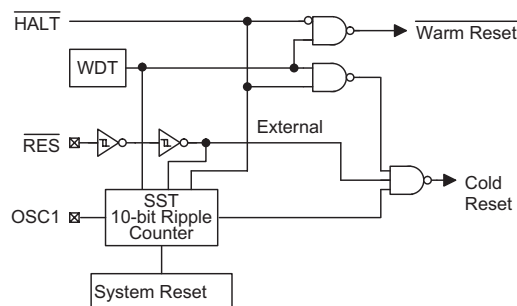 HALT
Warm Reset
WDT
External
RES
Cold
Reset
OSC1
SST
10-bit Ripple
Counter
System Reset